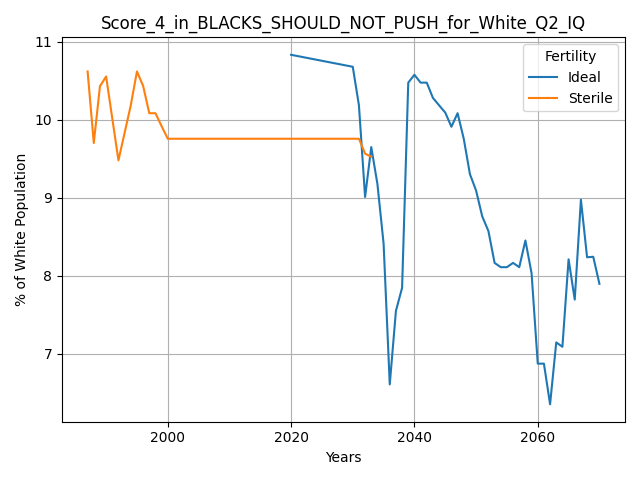 Score_4_in_BLACKS_SHOULD_NOT_PUSH_for_White_Q2_IQ
11
10
9
8
7
% of White Population
Fertility
Ideal
Sterile
2000 2020 2040 2060
Years